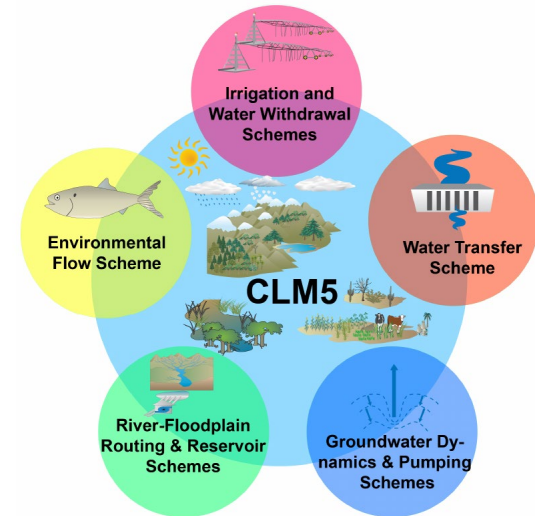 Irrigation and
Water Withdrawal
Schemes
Environmental
Flow Scheme
Water Transfer
Scheme
CLM5
River-Floodplain
Routing & Reservoir
Schemes
Groundwater Dy-
namics & Pumping
Schemes